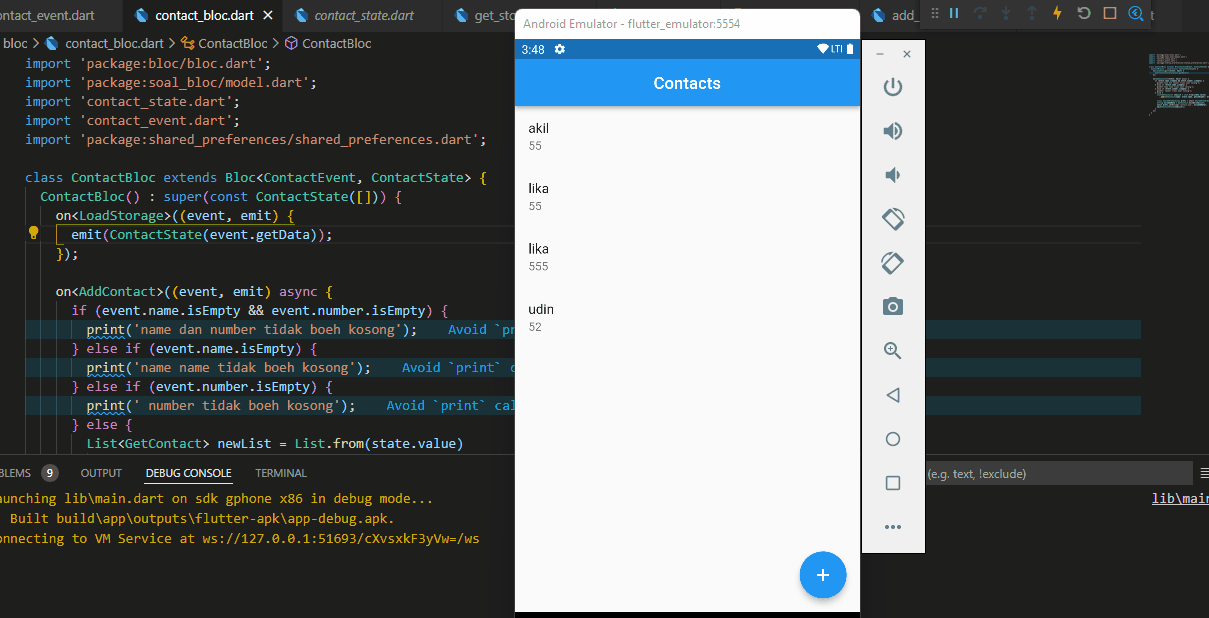 ontact_event.dart
contact_bloc.dart
contact_state.dart
get_sto
add_
t
bloc > contact_bloc.dart > ContactBloc > ContactBloc
import 'package:bloc/bloc.dart';
import 'package:soal_bloc/model.dart';
import 'contact_state.dart';
import 'contact_event.dart';
import 'package:shared_preferences/shared_preferences.dart';
class ContactBloc extends Bloc<ContactEvent, ContactState> {
ContactBloc() : super(const ContactState([])) {
on<LoadStorage>((event, emit) {
emit(ContactState(event.getData));
});
on<AddContact>((event, emit) async {
if (event.name.isEmpty && event.number.isEmpty) {
print('name dan number tidak boeh kosong'); Avoid `pr
} else if (event.name.isEmpty) {
print('name name tidak boeh kosong'); Avoid `print` c
} else if (event.number.isEmpty) {
print(' number tidak boeh kosong'); Avoid `print` cal
} else {
List<GetContact> newList = List.from(state.value)
BLEMS 9
OUTPUT
DEBUG CONSOLE
TERMINAL
(e.g. text, !exclude)
aunching lib\main.dart on sdk gphone x86 in debug mode...
lib\main
Built build\app\outputs\flutter-apk\app-debug.apk.
onnecting to VM Service at ws://127.0.0.1:51693/cXvsxkF3yVw=/ws
Android Emulator - flutter_emulator:5554
3:48
LTE
Contacts
akil
55
lika
55
lika
555
udin
52